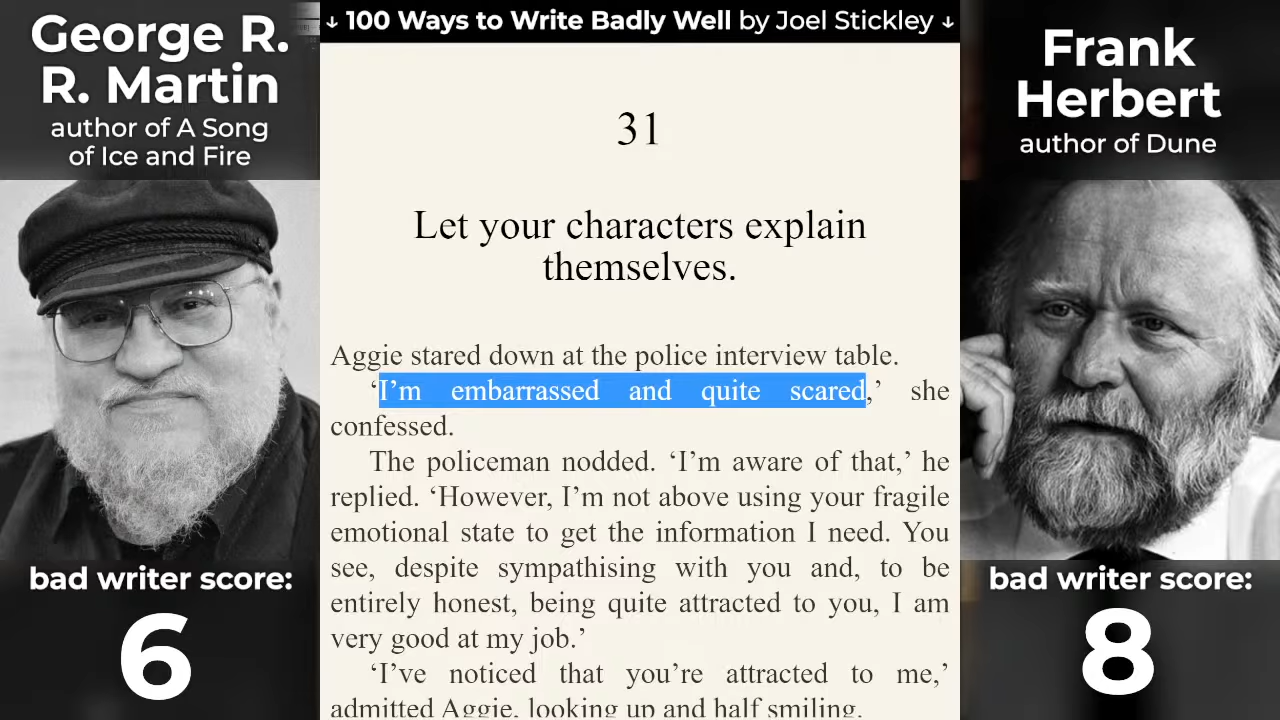 George R.
R. Martin
author of A Song
of Ice and Fire
bad writer score:
6
↓ 100 Ways to Write Badly Well by Joel Stickley ↓
31
Let your characters explain
themselves.
Aggie stared down at the police interview table.
‘I’m embarrassed and quite scared,’ she
confessed.
The policeman nodded. ‘I’m aware of that,’ he
replied. ‘However, I’m not above using your fragile
emotional state to get the information I need. You
see, despite sympathising with you and, to be
entirely honest, being quite attracted to you, I am
very good at my job.’
‘I’ve noticed that you’re attracted to me,’
admitted Aggie, looking up and half smiling.
Frank
Herbert
author of Dune
bad writer score:
8